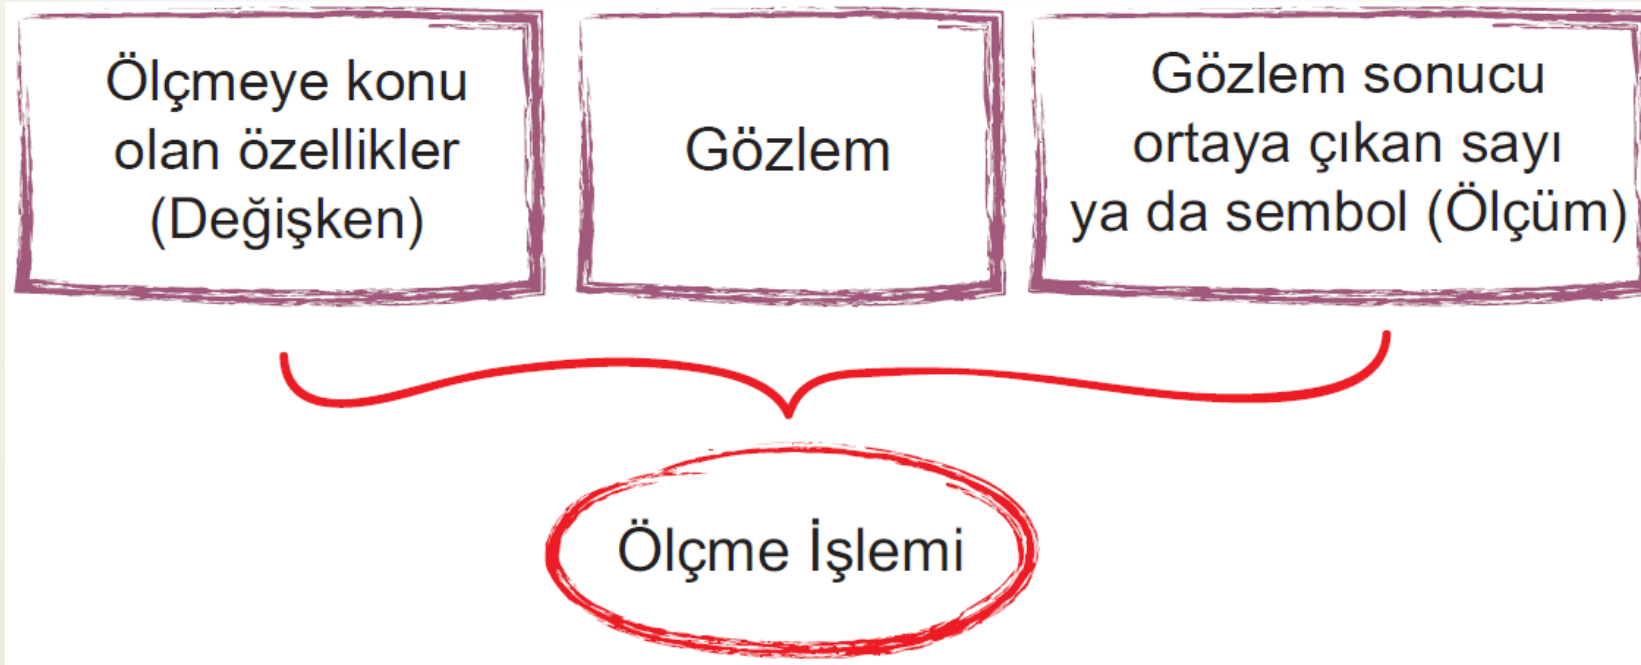 Ölçmeye konu
olan özellikler
(Değişken)
Gözlem
Gözlem sonucu
ortaya çıkan sayı
ya da sembol (Ölçüm)
Ölçme İşlemi